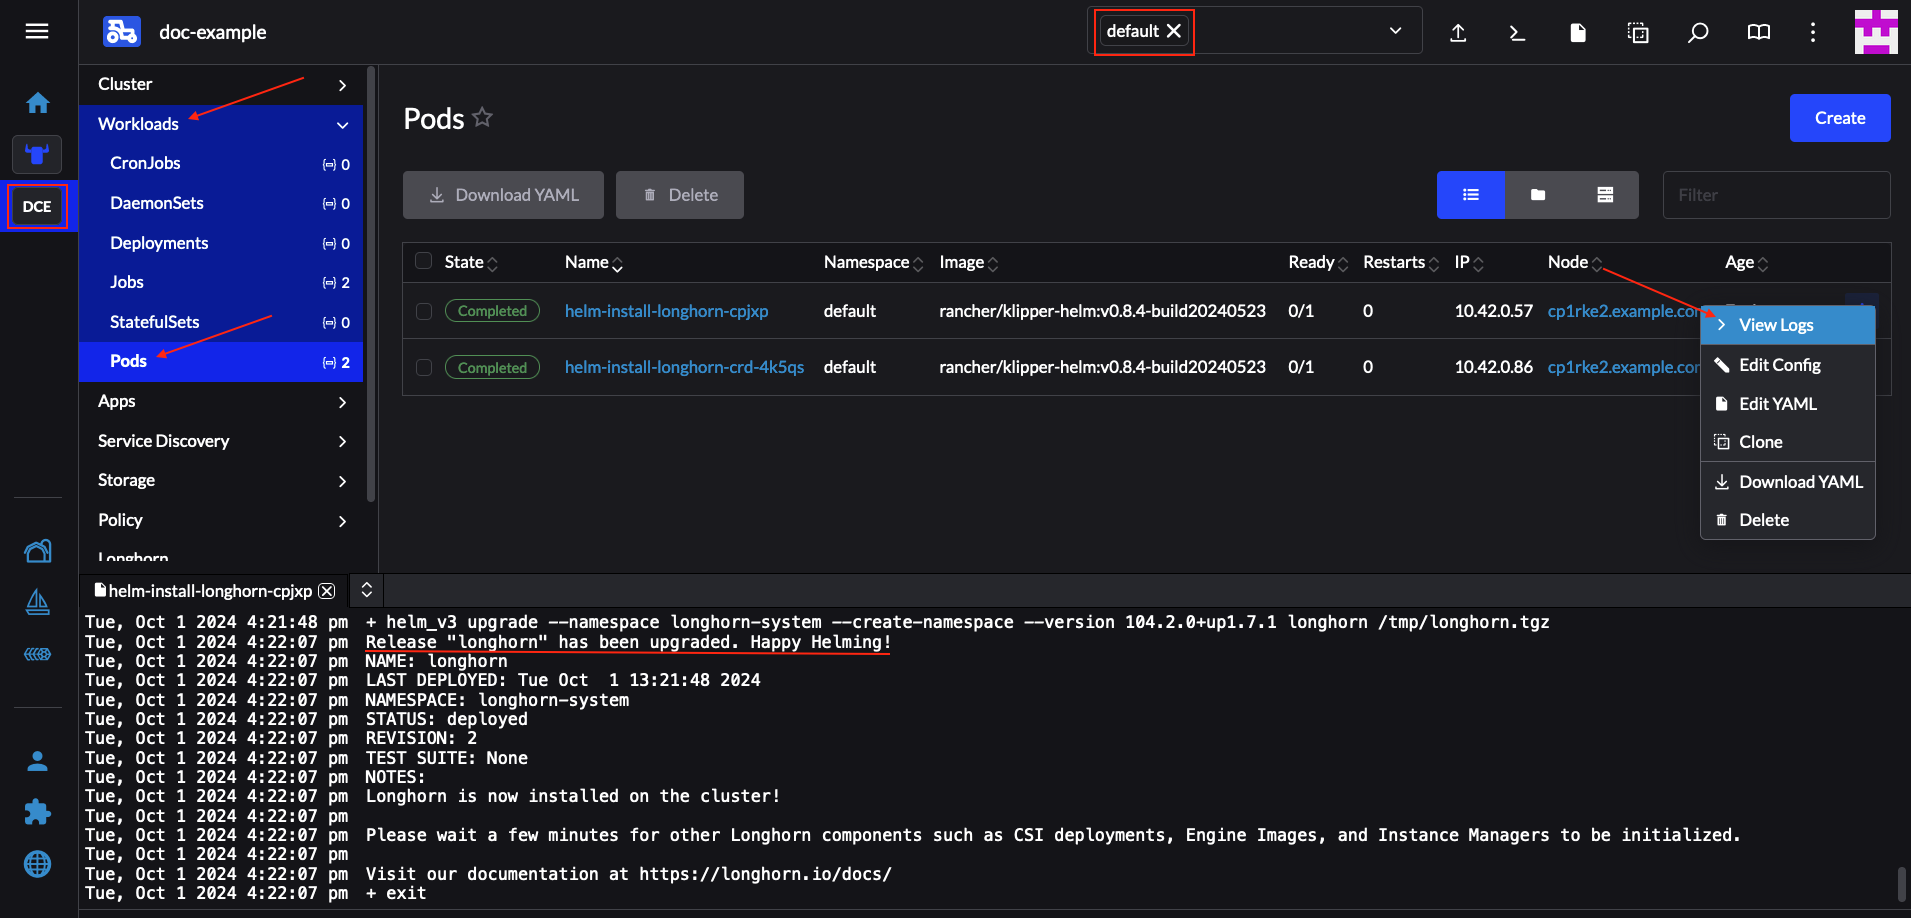 doc-example
default
DCE
Cluster
Workloads
CronJobs 0
DaemonSets 0
Deployments 0
Jobs 2
StatefulSets 0
Pods 2
Apps
Service Discovery
Storage
Policy
Longhorn
Pods
Create
Download YAML
Delete
Filter
State Name Namespace Image Ready Restarts IP Node Age
Completed helm-install-longhorn-cpjxp default rancher/klipper-helm:v0.8.4-build20240523 0/1 0 10.42.0.57 cp1rke2.example.cor
Completed helm-install-longhorn-crd-4k5qs default rancher/klipper-helm:v0.8.4-build20240523 0/1 0 10.42.0.86 cp1rke2.example.cor
View Logs
Edit Config
Edit YAML
Clone
Download YAML
Delete
helm-install-longhorn-cpjxp
Tue, Oct 1 2024 4:21:48 pm + helm_v3 upgrade --namespace longhorn-system --create-namespace --version 104.2.0+up1.7.1 longhorn /tmp/longhorn.tgz
Tue, Oct 1 2024 4:22:07 pm Release "longhorn" has been upgraded. Happy Helming!
Tue, Oct 1 2024 4:22:07 pm NAME: longhorn
Tue, Oct 1 2024 4:22:07 pm LAST DEPLOYED: Tue Oct  1 13:21:48 2024
Tue, Oct 1 2024 4:22:07 pm NAMESPACE: longhorn-system
Tue, Oct 1 2024 4:22:07 pm STATUS: deployed
Tue, Oct 1 2024 4:22:07 pm REVISION: 2
Tue, Oct 1 2024 4:22:07 pm TEST SUITE: None
Tue, Oct 1 2024 4:22:07 pm NOTES:
Tue, Oct 1 2024 4:22:07 pm Longhorn is now installed on the cluster!
Tue, Oct 1 2024 4:22:07 pm
Tue, Oct 1 2024 4:22:07 pm Please wait a few minutes for other Longhorn components such as CSI deployments, Engine Images, and Instance Managers to be initialized.
Tue, Oct 1 2024 4:22:07 pm
Tue, Oct 1 2024 4:22:07 pm Visit our documentation at https://longhorn.io/docs/
Tue, Oct 1 2024 4:22:07 pm + exit